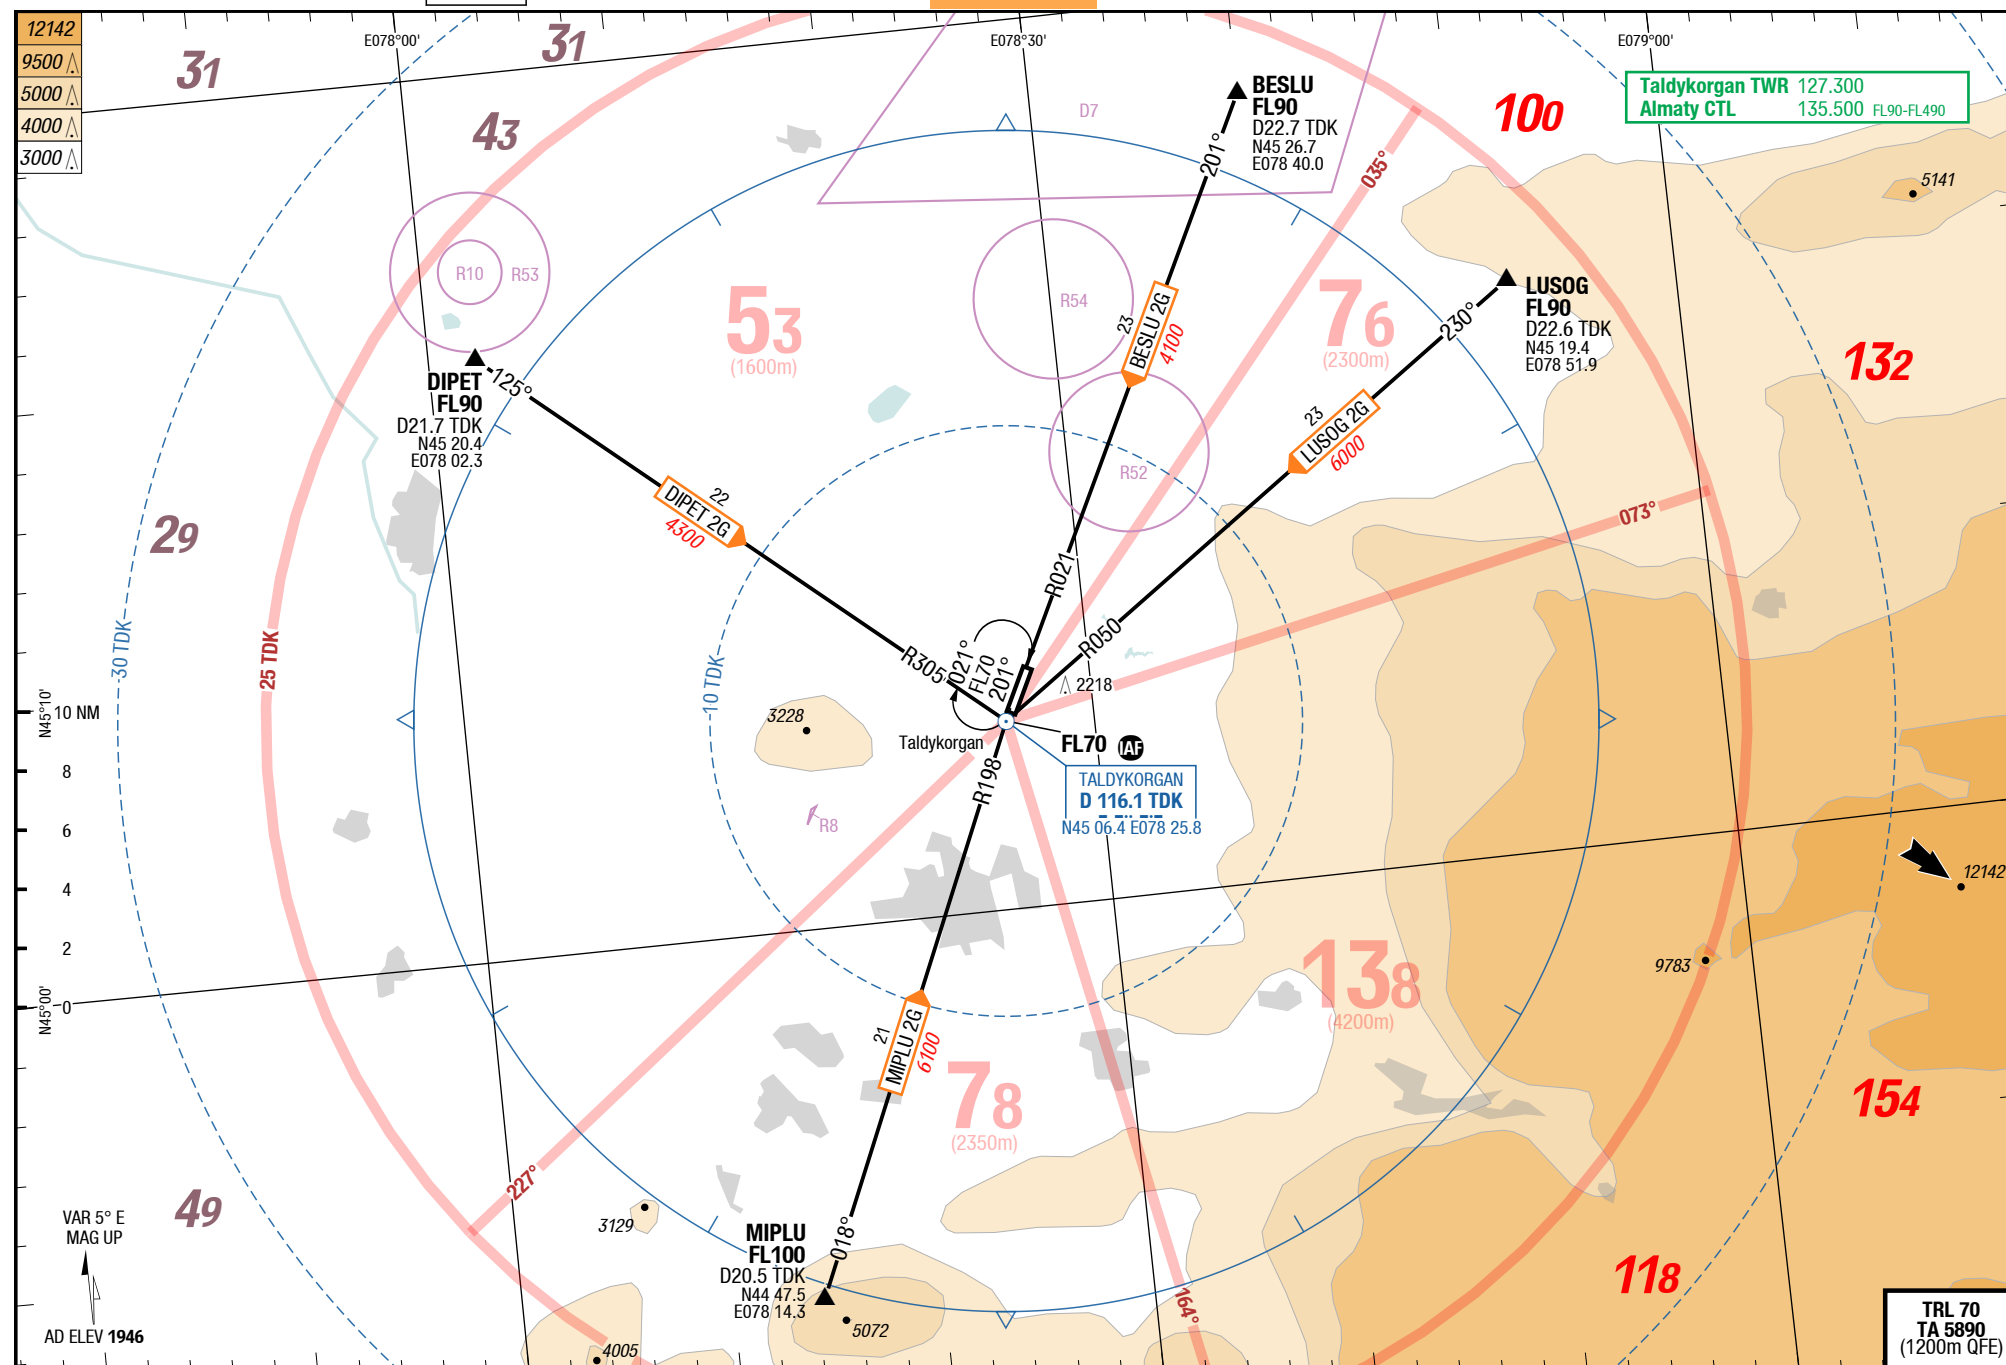 12142
9500
5000
4000
3000
31
31
43
E078°00'
E078°30'
E079°00'
D7
BESLU
FL90
D22.7 TDK
N45 26.7
E078 40.0
201°
035°
100
Taldykorgan TWR 127.300
Almaty CTL 135.500 FL90-FL490
5141
R10
R53
53
(1600m)
R54
23
BESLU 2G
4100
76
(2300m)
LUSOG
FL90
D22.6 TDK
N45 19.4
E078 51.9
230°
132
DIPET
FL90
D21.7 TDK
N45 20.4
E078 02.3
125°
23
LUSOG 2G
6000
R52
22
DIPET 2G
4300
29
073°
R021
R050
R305
021°
FL70
201°
30 TDK
25 TDK
10 TDK
2218
N45°10'
10 NM
8
6
4
2
0
N45°00'
3228
Taldykorgan
FL70 IAF
R198
TALDYKORGAN
D 116.1 TDK
N45 06.4 E078 25.8
R8
12142
9783
138
(4200m)
21
MIPLU 2G
6100
78
(2350m)
154
227°
49
VAR 5° E
MAG UP
AD ELEV 1946
3129
MIPLU
FL100
D20.5 TDK
N44 47.5
E078 14.3
018°
5072
4005
164°
118
TRL 70
TA 5890
(1200m QFE)